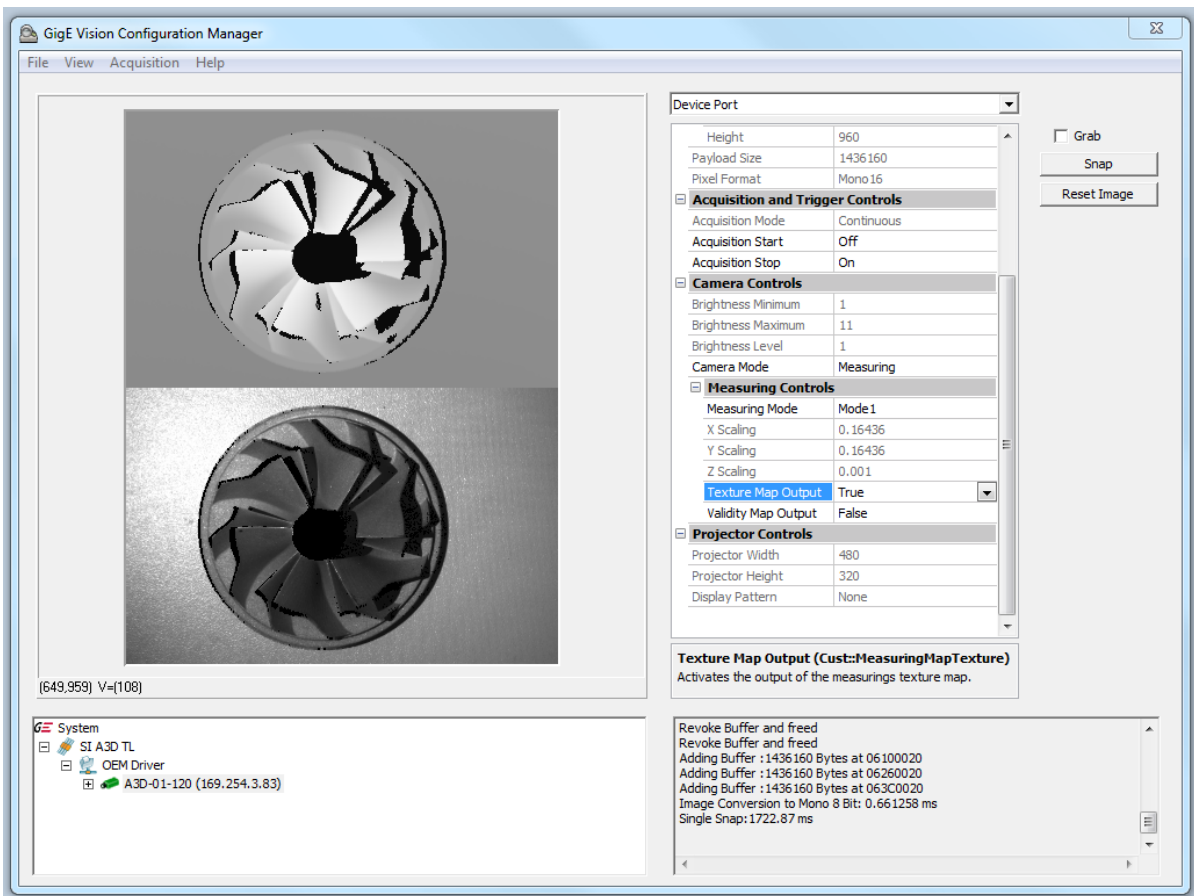 GigE Vision Configuration Manager
File View Acquisition Help
Device Port
Height 960
Payload Size 1436160
Pixel Format Mono16
Acquisition and Trigger Controls
Acquisition Mode Continuous
Acquisition Start Off
Acquisition Stop On
Camera Controls
Brightness Minimum 1
Brightness Maximum 11
Brightness Level 1
Camera Mode Measuring
Measuring Controls
Measuring Mode Mode1
X Scaling 0.16436
Y Scaling 0.16436
Z Scaling 0.001
Texture Map Output True
Validity Map Output False
Projector Controls
Projector Width 480
Projector Height 320
Display Pattern None
Grab
Snap
Reset Image
Texture Map Output (Cust::MeasuringMapTexture)
Activates the output of the measurings texture map.
(649,959) V=(108)
GE System
SI A3D TL
OEM Driver
A3D-01-120 (169.254.3.83)
Revoke Buffer and freed
Revoke Buffer and freed
Adding Buffer :1436160 Bytes at 06100020
Adding Buffer :1436160 Bytes at 06260020
Adding Buffer :1436160 Bytes at 063C0020
Image Conversion to Mono 8 Bit: 0.661258 ms
Single Snap:1722.87 ms